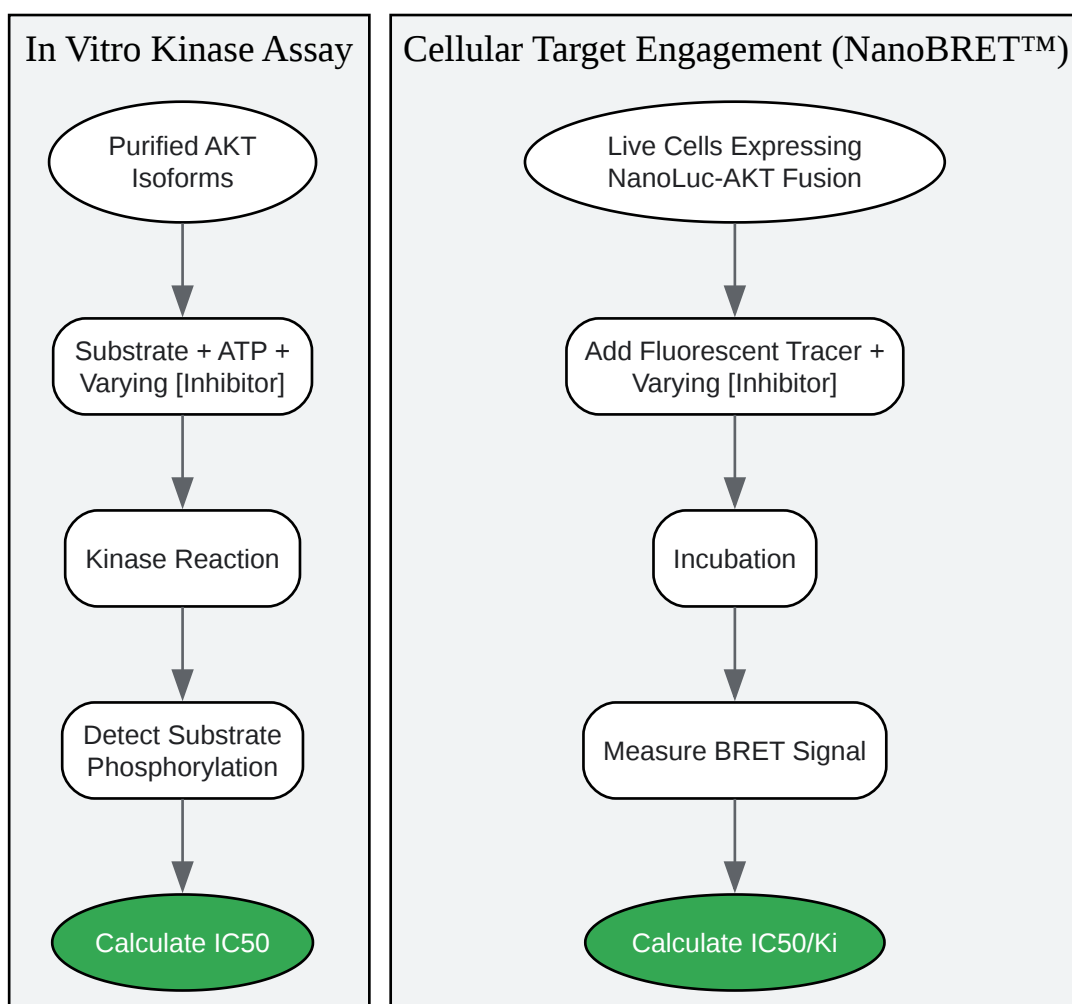 In Vitro Kinase Assay
Purified AKT
Isoforms
Substrate + ATP +
Varying [Inhibitor]
Kinase Reaction
Detect Substrate
Phosphorylation
Calculate IC50
Cellular Target Engagement (NanoBRET™)
Live Cells Expressing
NanoLuc-AKT Fusion
Add Fluorescent Tracer +
Varying [Inhibitor]
Incubation
Measure BRET Signal
Calculate IC50/Ki